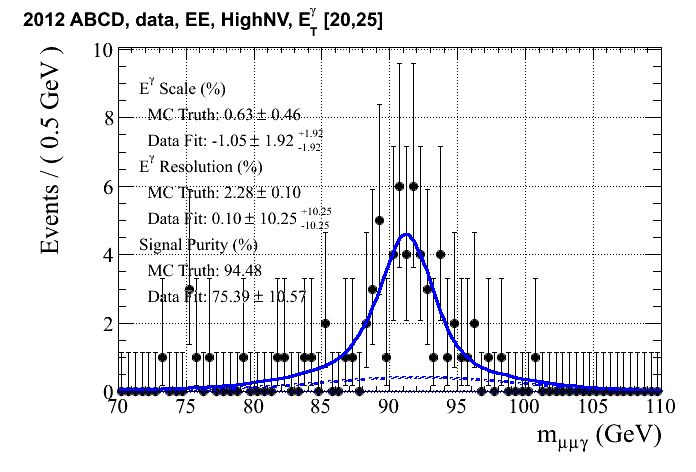 2012 ABCD, data, EE, HighNV, E_T^γ [20,25]
Events / ( 0.5 GeV )
10
8
6
4
2
0
E^γ Scale (%)
MC Truth: 0.63 ± 0.46
Data Fit: -1.05 ± 1.92 +1.92 -1.92
E^γ Resolution (%)
MC Truth: 2.28 ± 0.10
Data Fit: 0.10 ± 10.25 +10.25 -10.25
Signal Purity (%)
MC Truth: 94.48
Data Fit: 75.39 ± 10.57
70 75 80 85 90 95 100 105 110
m_μμγ (GeV)